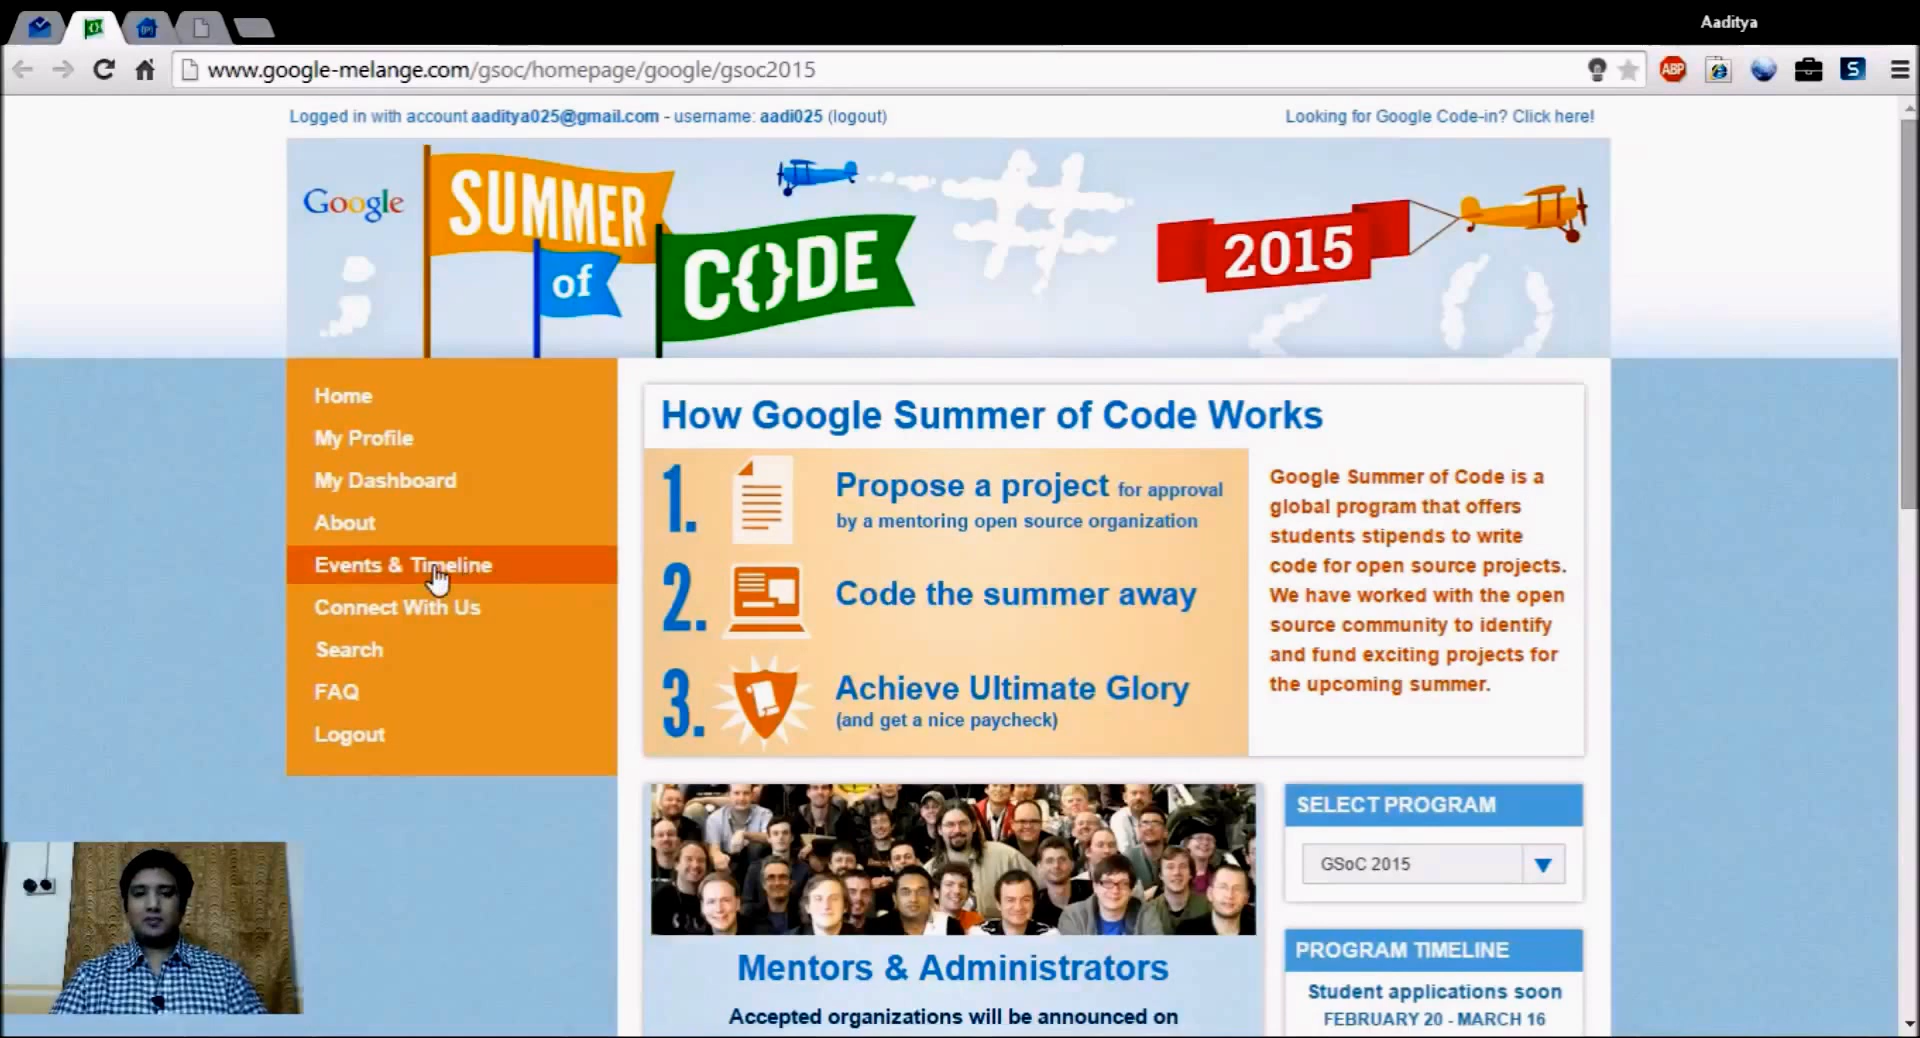 Aaditya
www.google-melange.com/gsoc/homepage/google/gsoc2015
ABP
S
Logged in with account aaditya025@gmail.com - username: aadi025 (logout)
Looking for Google Code-in? Click here!
Google
SUMMER
of
C{}DE
2015
Home
My Profile
My Dashboard
About
Events & Timeline
Connect With Us
Search
FAQ
Logout
How Google Summer of Code Works
1.
Propose a project for approval
by a mentoring open source organization
2.
Code the summer away
3.
Achieve Ultimate Glory
(and get a nice paycheck)
Google Summer of Code is a
global program that offers
students stipends to write
code for open source projects.
We have worked with the open
source community to identify
and fund exciting projects for
the upcoming summer.
Mentors & Administrators
Accepted organizations will be announced on
SELECT PROGRAM
GSoC 2015
PROGRAM TIMELINE
Student applications soon
FEBRUARY 20 - MARCH 16